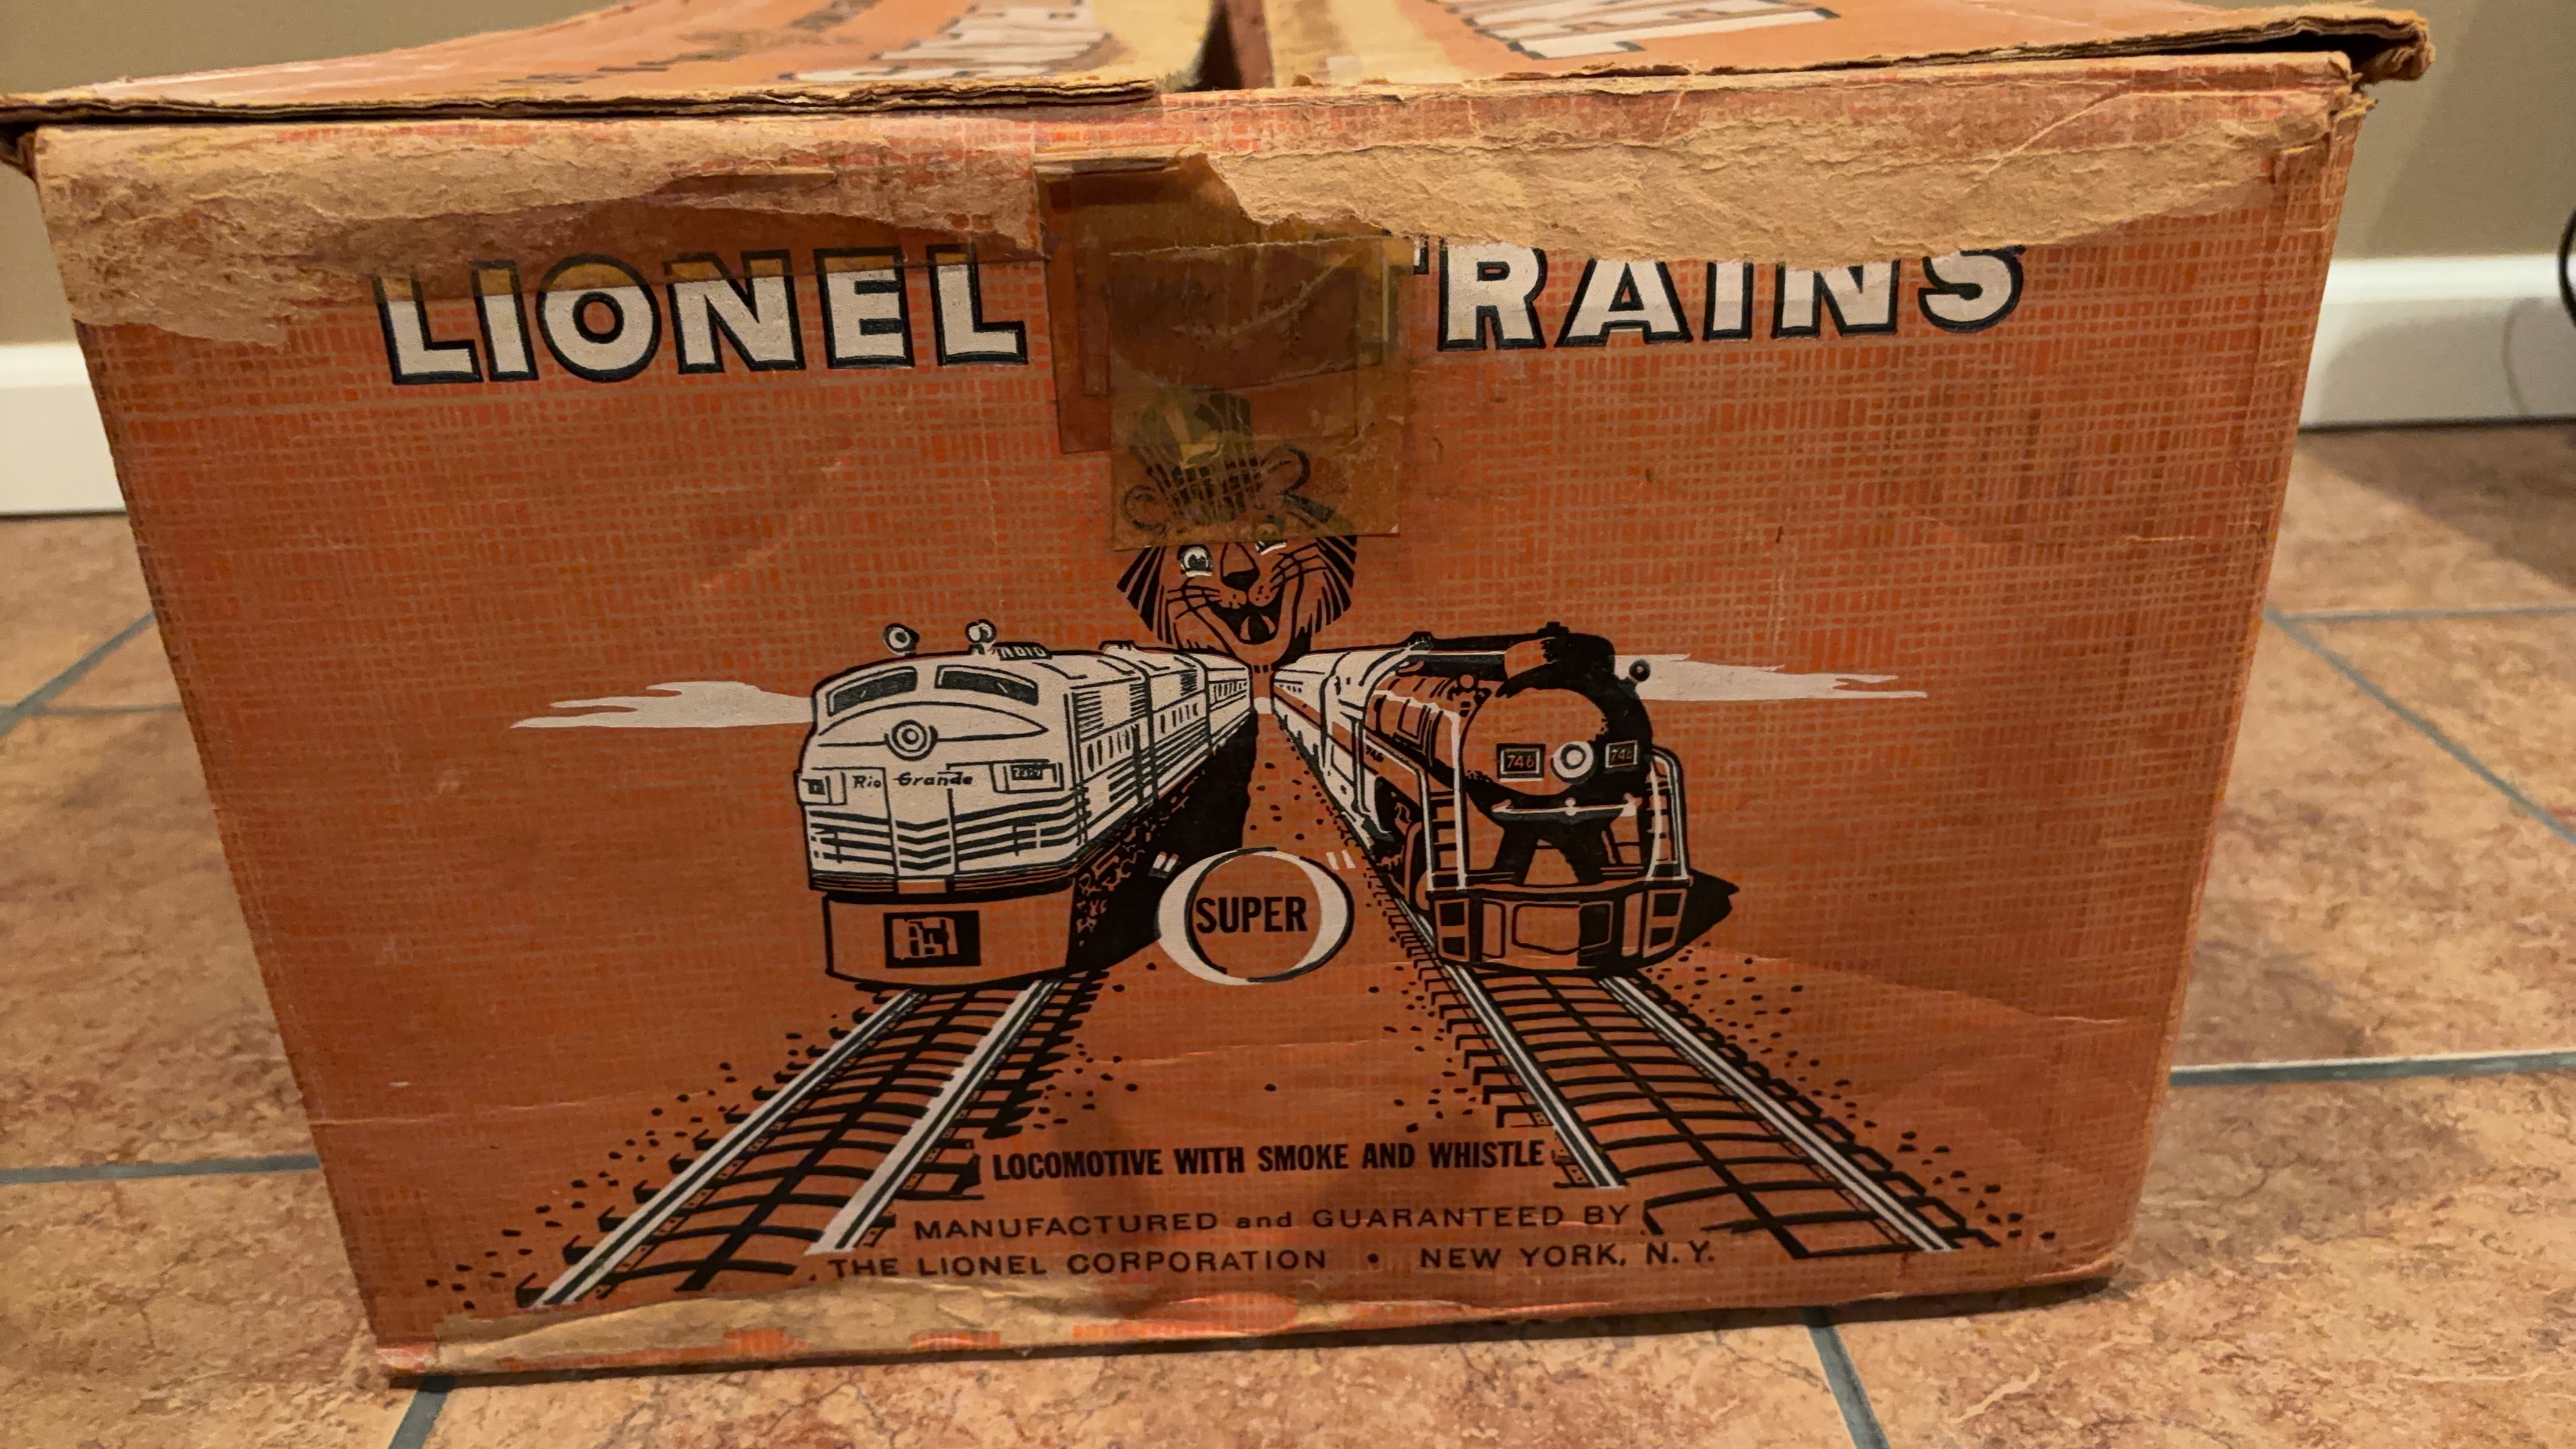 LIONEL TRAINS
Rio Grande
746 746
746
"SUPER O"
LOCOMOTIVE WITH SMOKE AND WHISTLE
MANUFACTURED and GUARANTEED BY
THE LIONEL CORPORATION • NEW YORK, N.Y.